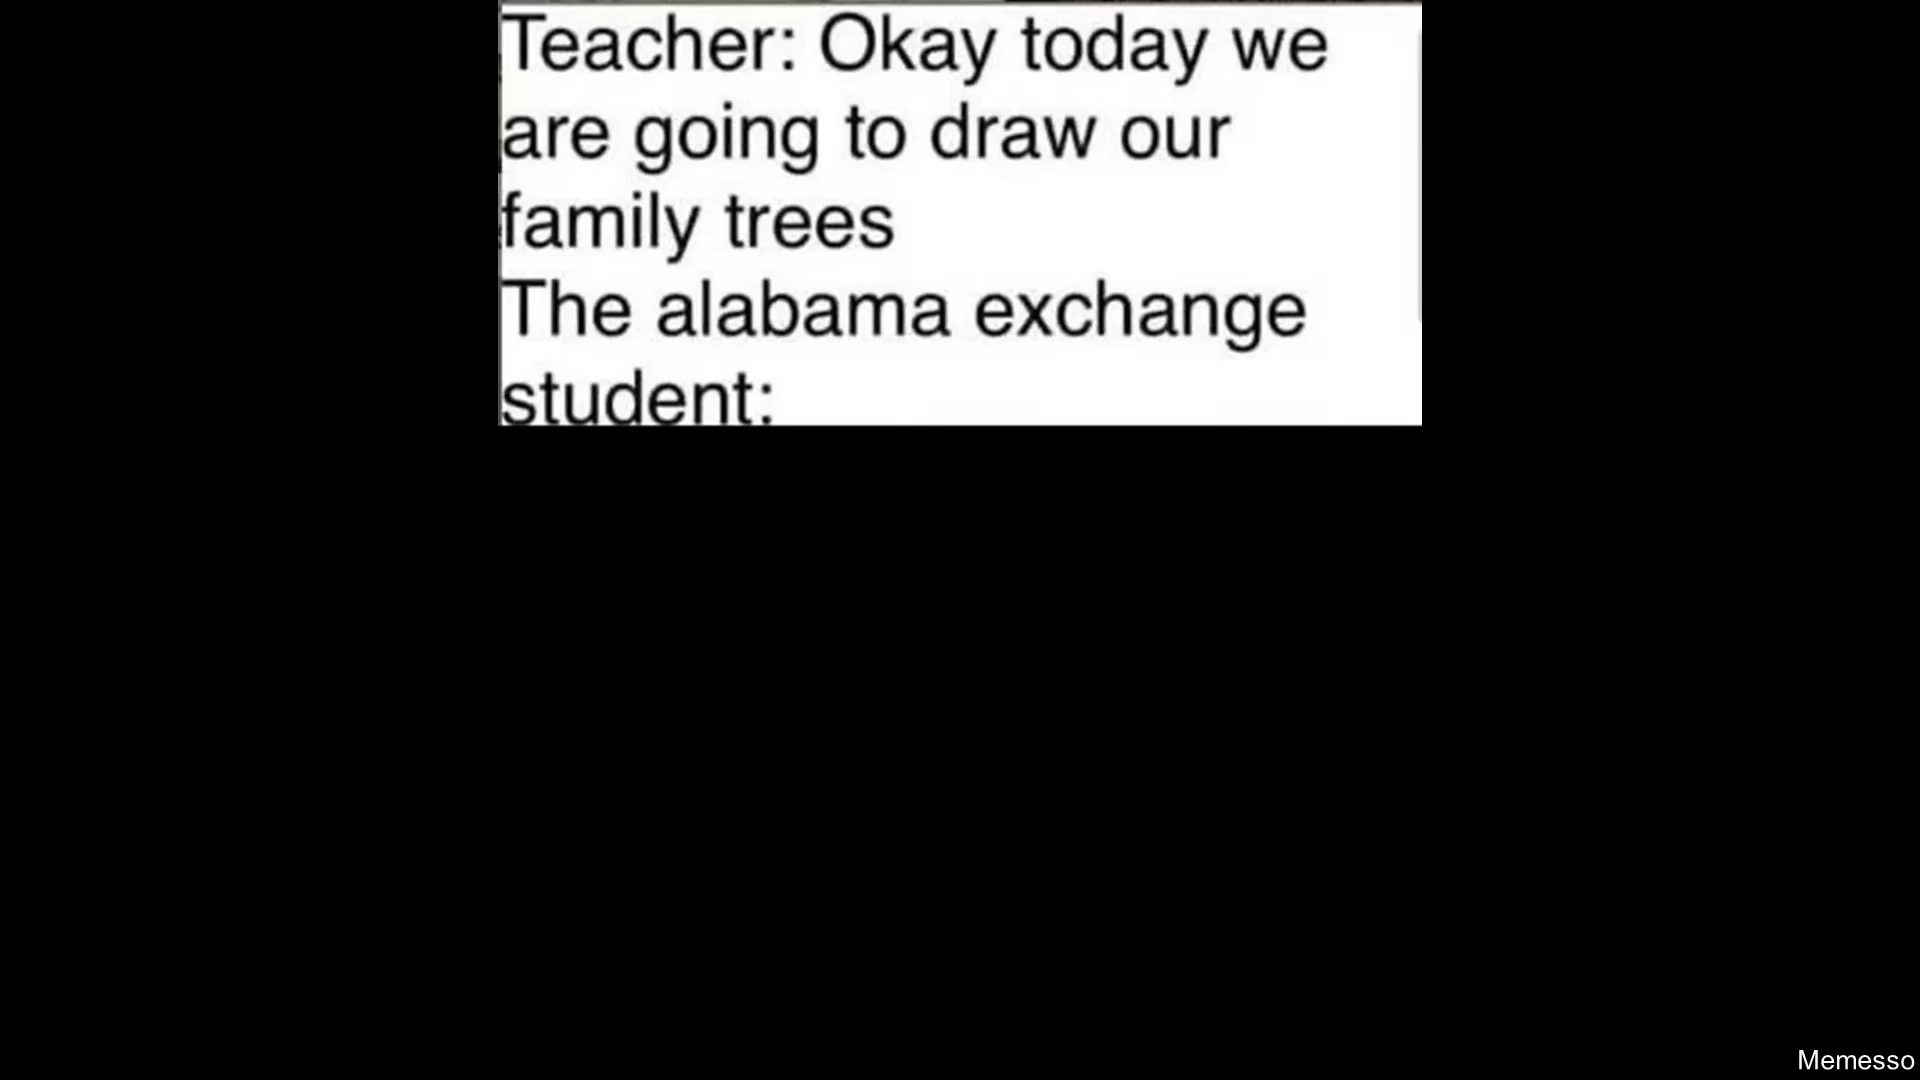 Teacher: Okay today we
are going to draw our
family trees
The alabama exchange
student:
Memesso